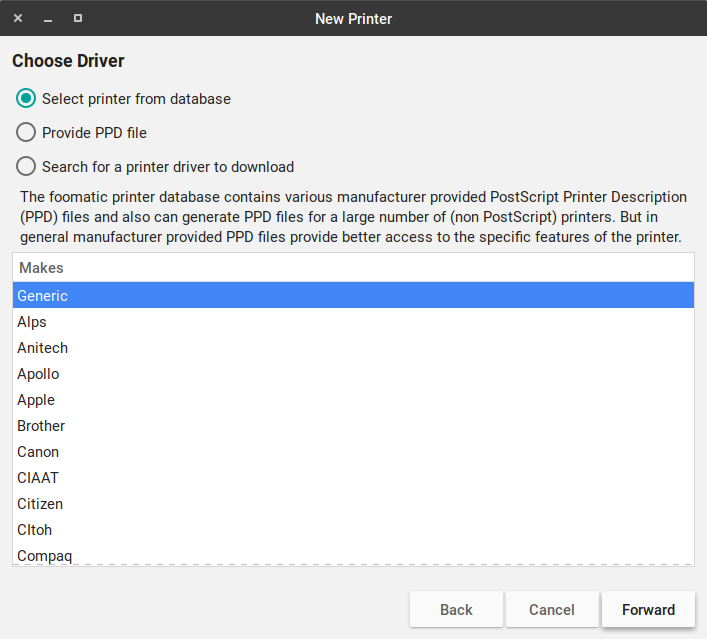 New Printer
Choose Driver
Select printer from database
Provide PPD file
Search for a printer driver to download
The foomatic printer database contains various manufacturer provided PostScript Printer Description
(PPD) files and also can generate PPD files for a large number of (non PostScript) printers. But in
general manufacturer provided PPD files provide better access to the specific features of the printer.
Makes
Generic
Alps
Anitech
Apollo
Apple
Brother
Canon
CIAAT
Citizen
CItoh
Compaq
Back Cancel Forward